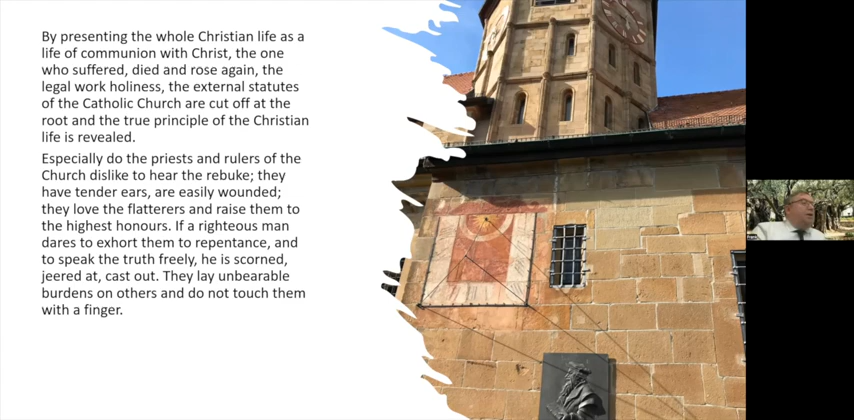 By presenting the whole Christian life as a
life of communion with Christ, the one
who suffered, died and rose again, the
legal work holiness, the external statutes
of the Catholic Church are cut off at the
root and the true principle of the Christian
life is revealed.
Especially do the priests and rulers of the
Church dislike to hear the rebuke; they
have tender ears, are easily wounded;
they love the flatterers and raise them to
the highest honours. If a righteous man
dares to exhort them to repentance, and
to speak the truth freely, he is scorned,
jeered at, cast out. They lay unbearable
burdens on others and do not touch them
with a finger.